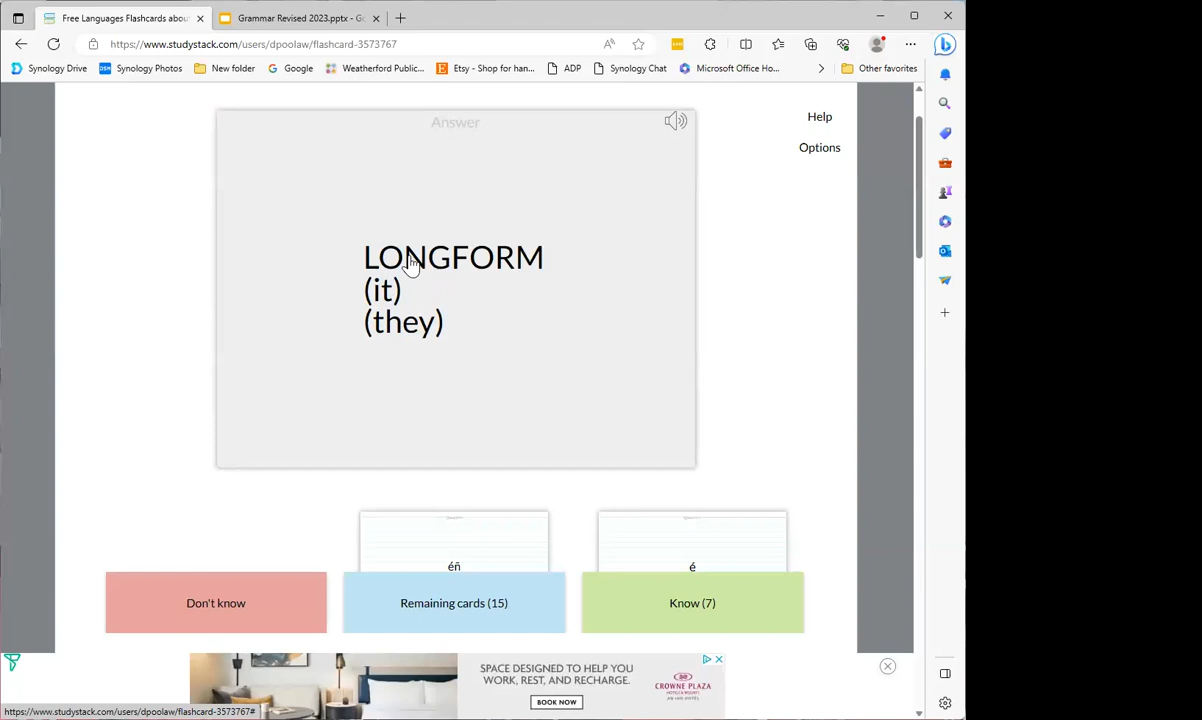 Free Languages Flashcards abou
Grammar Revised 2023.pptx - Go
https://www.studystack.com/users/dpoolaw/flashcard-3573767
Synology Drive
Synology Photos
New folder
Google
Weatherford Public...
Etsy - Shop for han...
ADP
Synology Chat
Microsoft Office Ho...
Other favorites
Answer
Help
Options
LONGFORM
(it)
(they)
éñ
é
Don't know
Remaining cards (15)
Know (7)
SPACE DESIGNED TO HELP YOU
WORK, REST, AND RECHARGE.
BOOK NOW
CROWNE PLAZA
https://www.studystack.com/users/dpoolaw/flashcard-3573767#